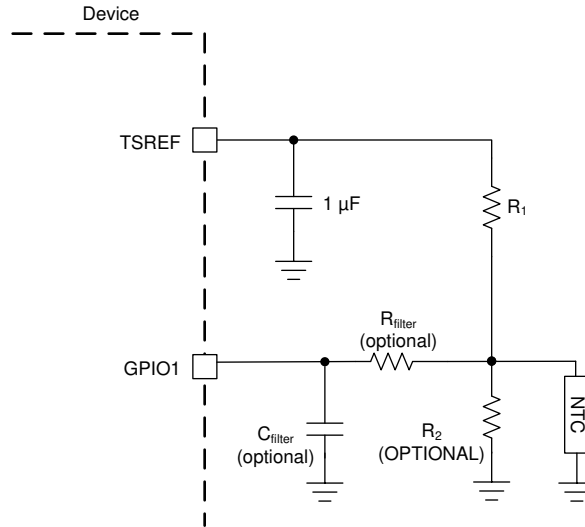 Device
TSREF
1 µF
R1
Rfilter
(optional)
GPIO1
Cfilter
(optional)
R2
(OPTIONAL)
NTC